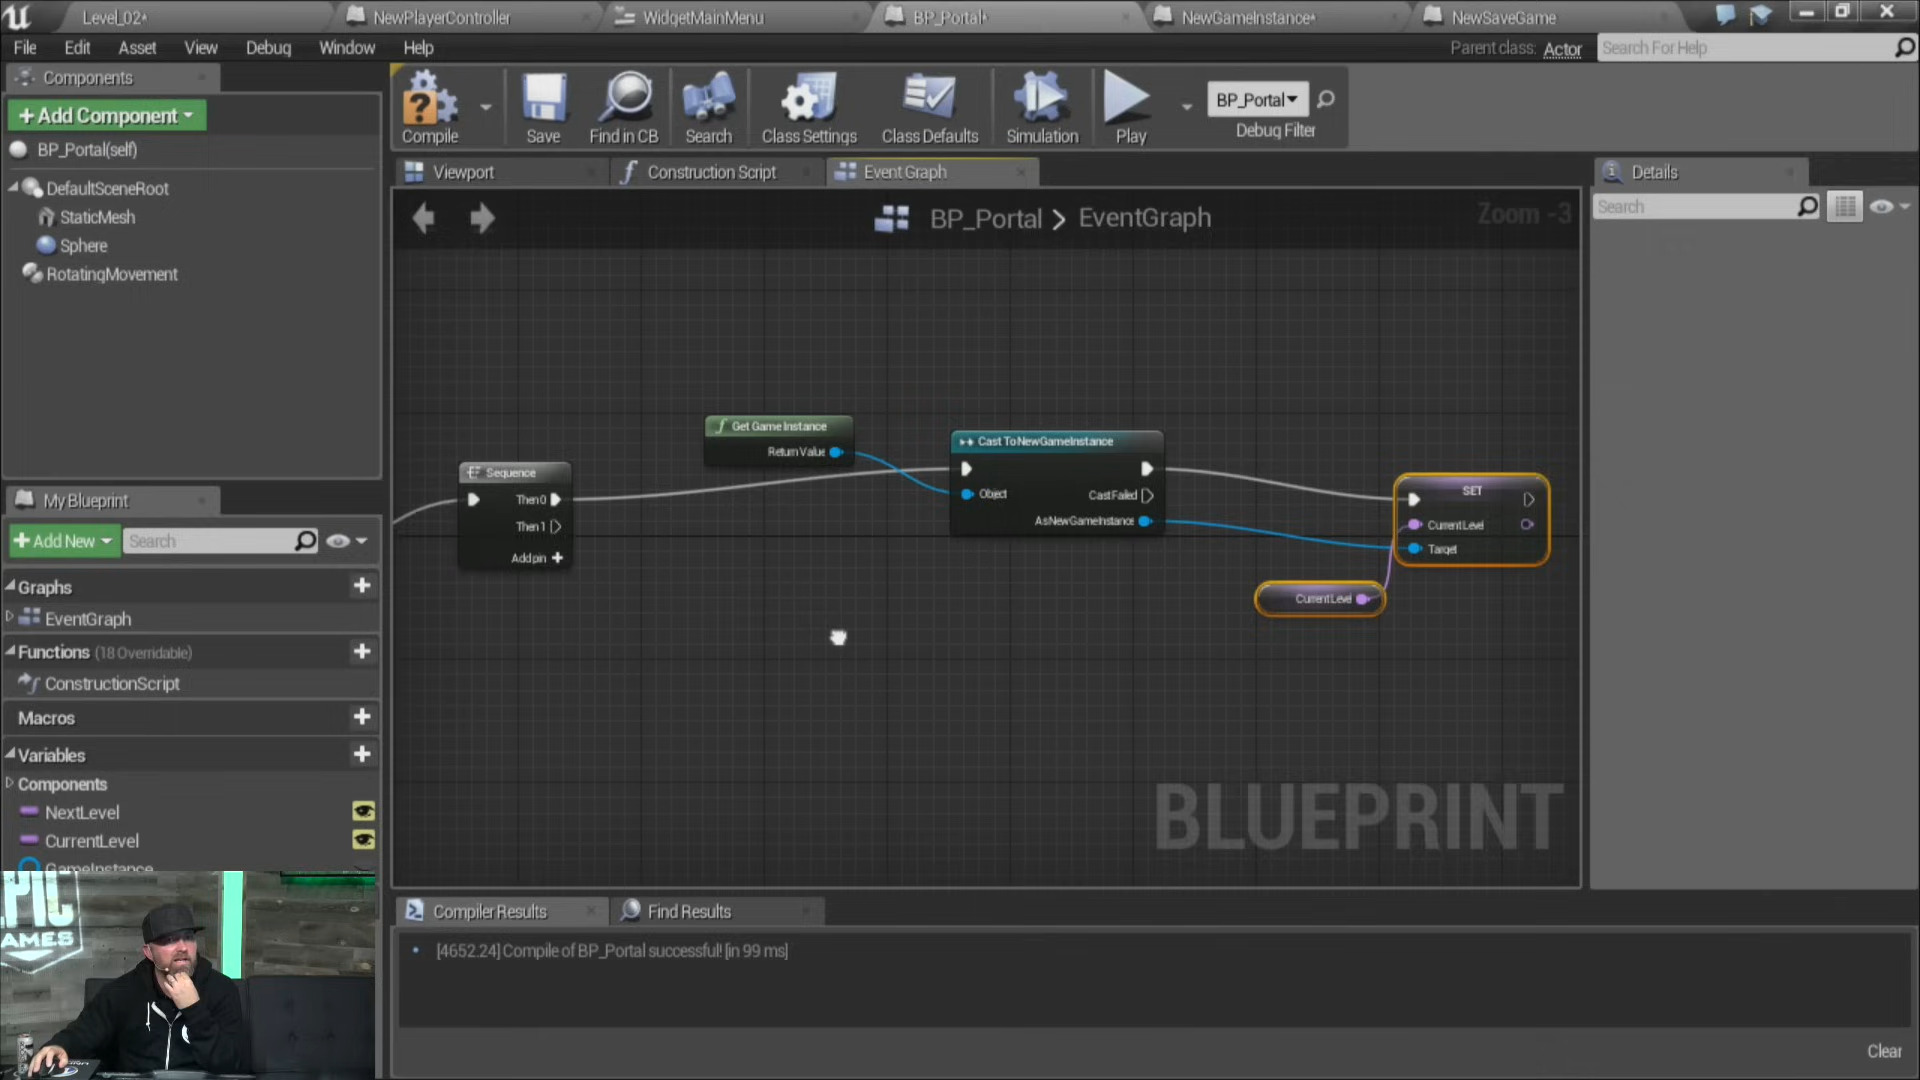 Level_02*
NewPlayerController
WidgetMainMenu
BP_Portal*
NewGameInstance*
NewSaveGame
File Edit Asset View Debug Window Help
Parent class: Actor
Search For Help
Components
+ Add Component
BP_Portal(self)
DefaultSceneRoot
StaticMesh
Sphere
RotatingMovement
Compile
Save
Find in CB
Search
Class Settings
Class Defaults
Simulation
Play
BP_Portal
Debug Filter
Viewport
Construction Script
Event Graph
Details
Search
BP_Portal > EventGraph
Zoom -3
Get Game Instance
Return Value
Sequence
Then 0
Then 1
Add pin +
Cast To NewGameInstance
Object
Cast Failed
As New Game Instance
SET
Current Level
Target
Current Level
BLUEPRINT
My Blueprint
+ Add New
Search
Graphs
EventGraph
Functions (18 Overridable)
ConstructionScript
Macros
Variables
Components
NextLevel
CurrentLevel
GameInstance
EPIC
GAMES
Compiler Results
Find Results
[4652.24] Compile of BP_Portal successful! [in 99 ms]
Clear